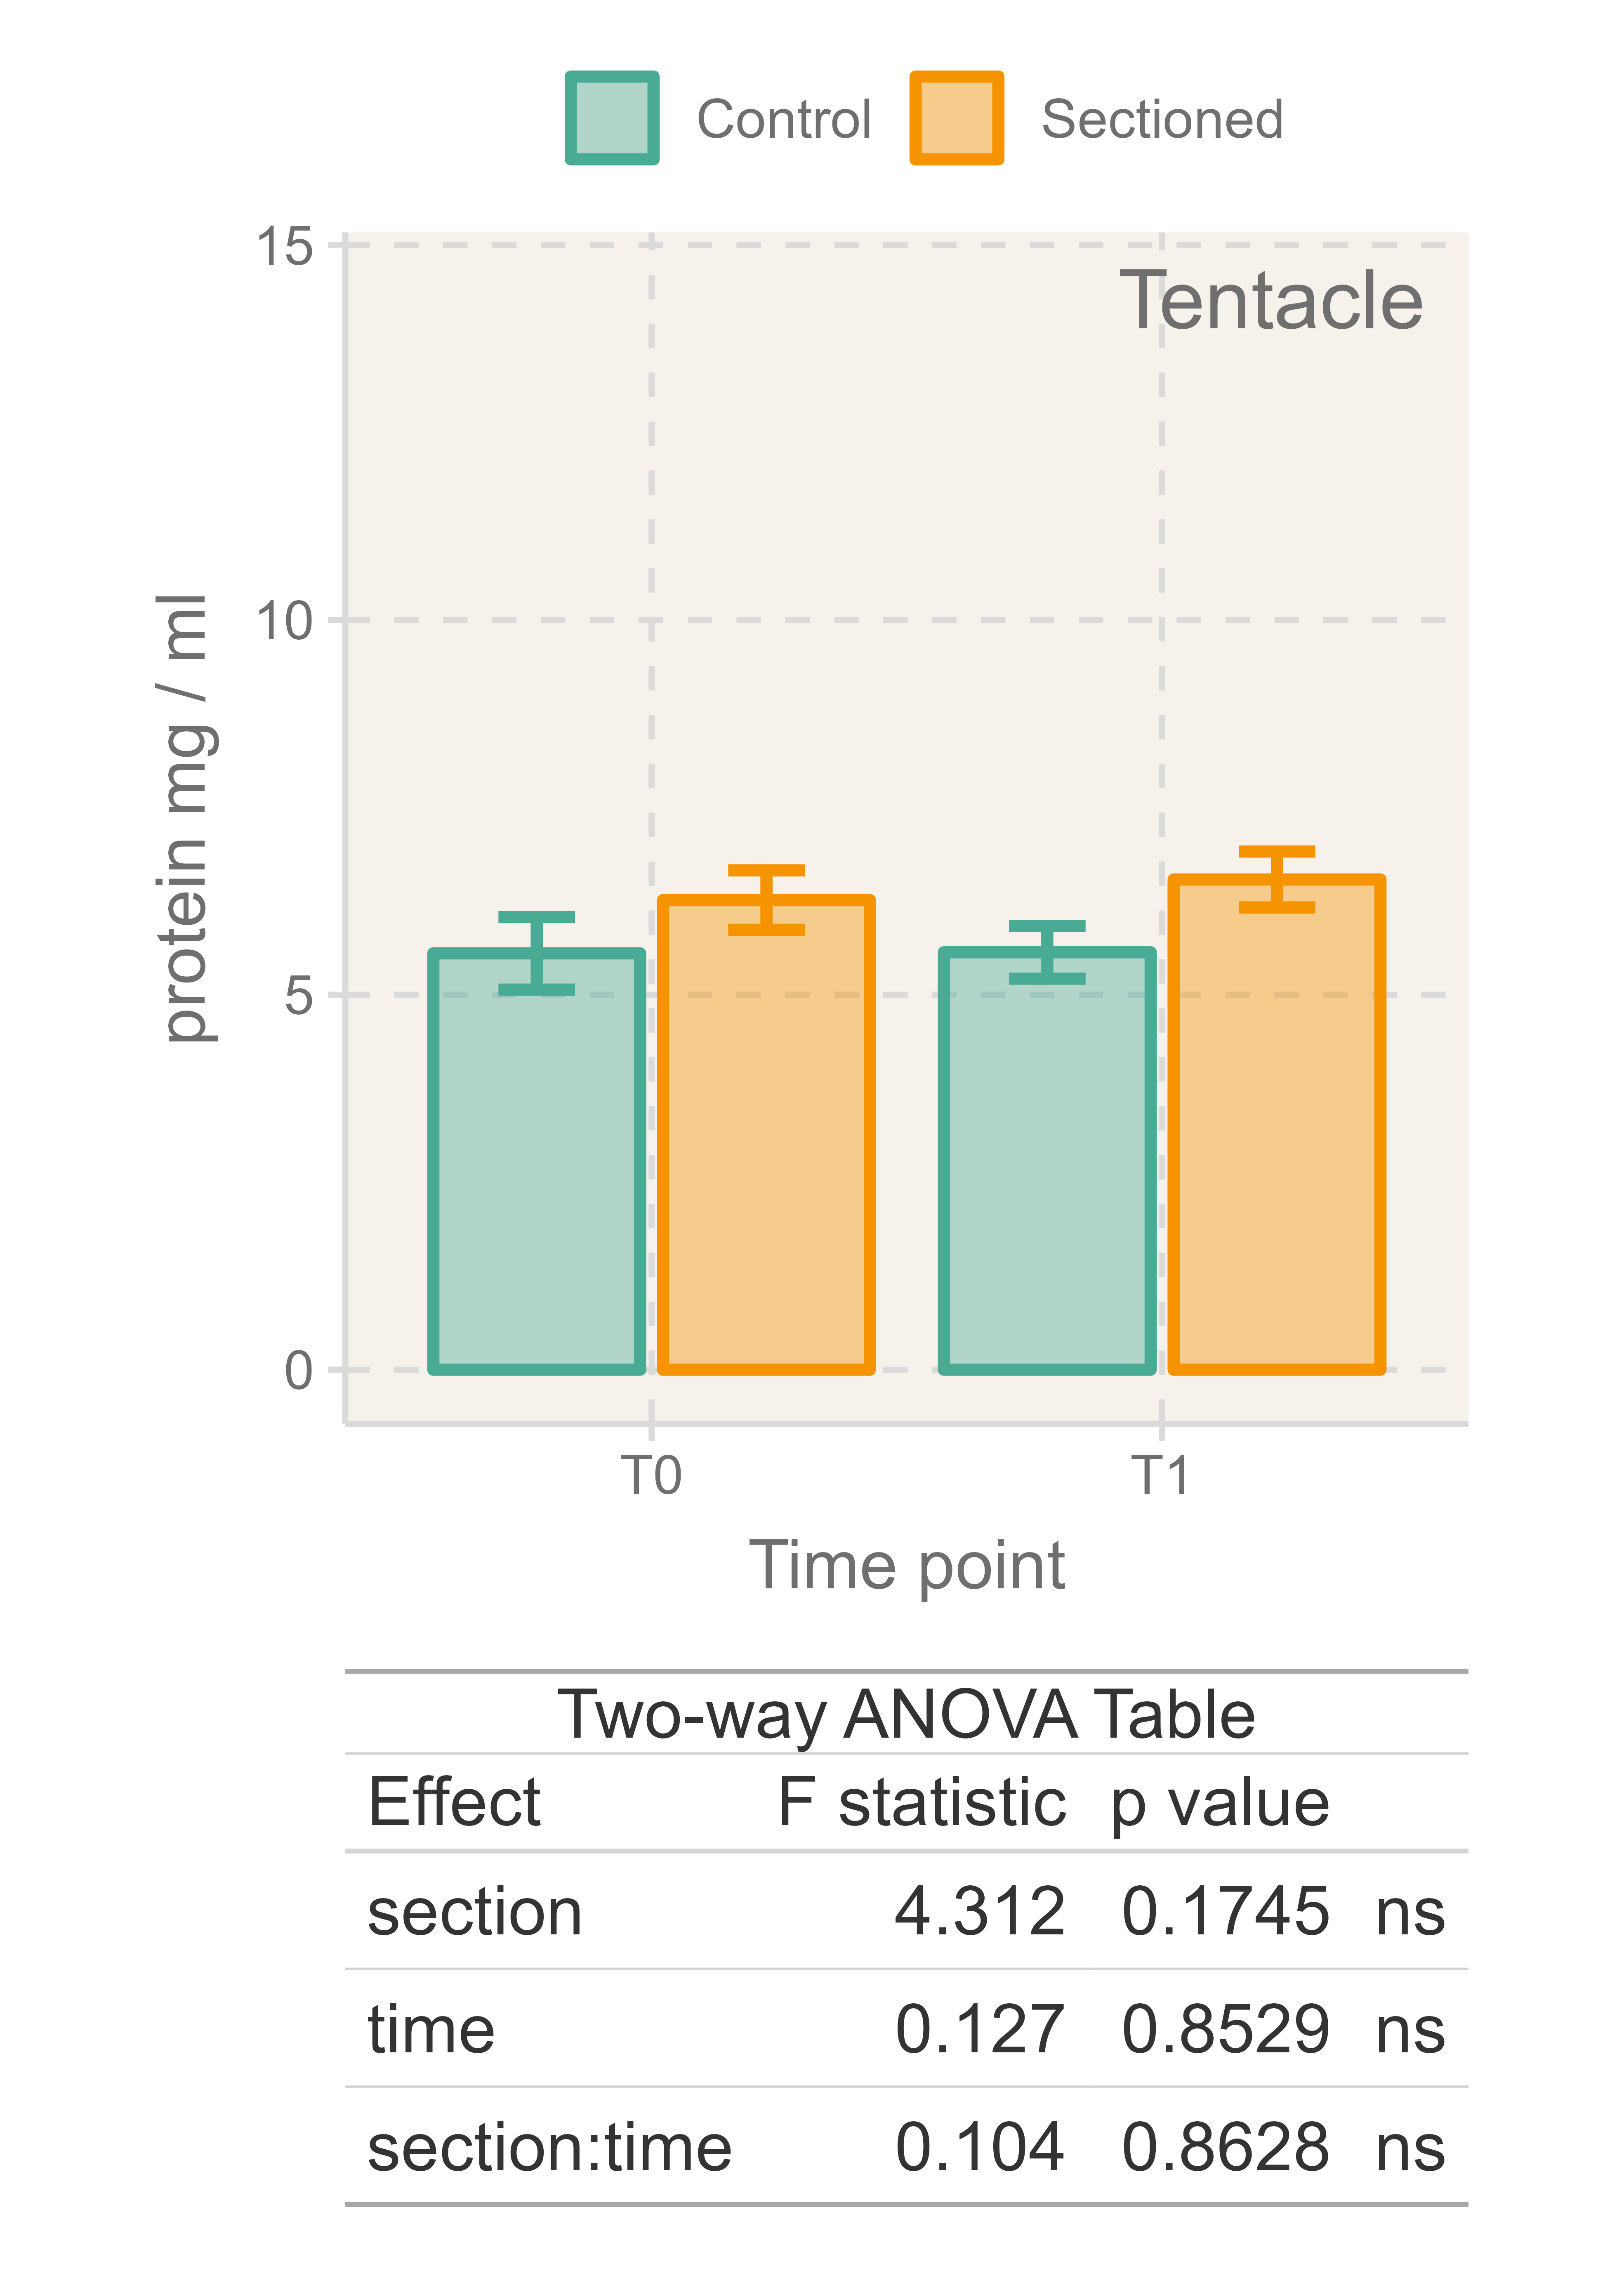 Control Sectioned
Tentacle
15
10
5
0
protein mg / ml
T0 T1
Time point
Two-way ANOVA Table
Effect F statistic p value
section 4.312 0.1745 ns
time 0.127 0.8529 ns
section:time 0.104 0.8628 ns